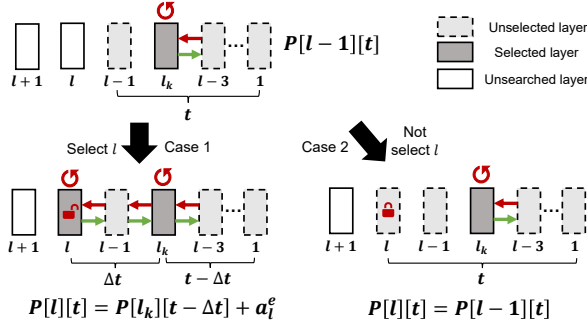 P[l − 1][t]
Unselected layer
Selected layer
Unsearched layer
l + 1 l l − 1 l_k l − 3 ⋯ 1
t
Select l Case 1
Case 2 Not select l
l + 1 l l − 1 l_k l − 3 ⋯ 1
Δt t − Δt
P[l][t] = P[l_k][t − Δt] + a_l^e
l + 1 l l − 1 l_k l − 3 ⋯ 1
t
P[l][t] = P[l − 1][t]